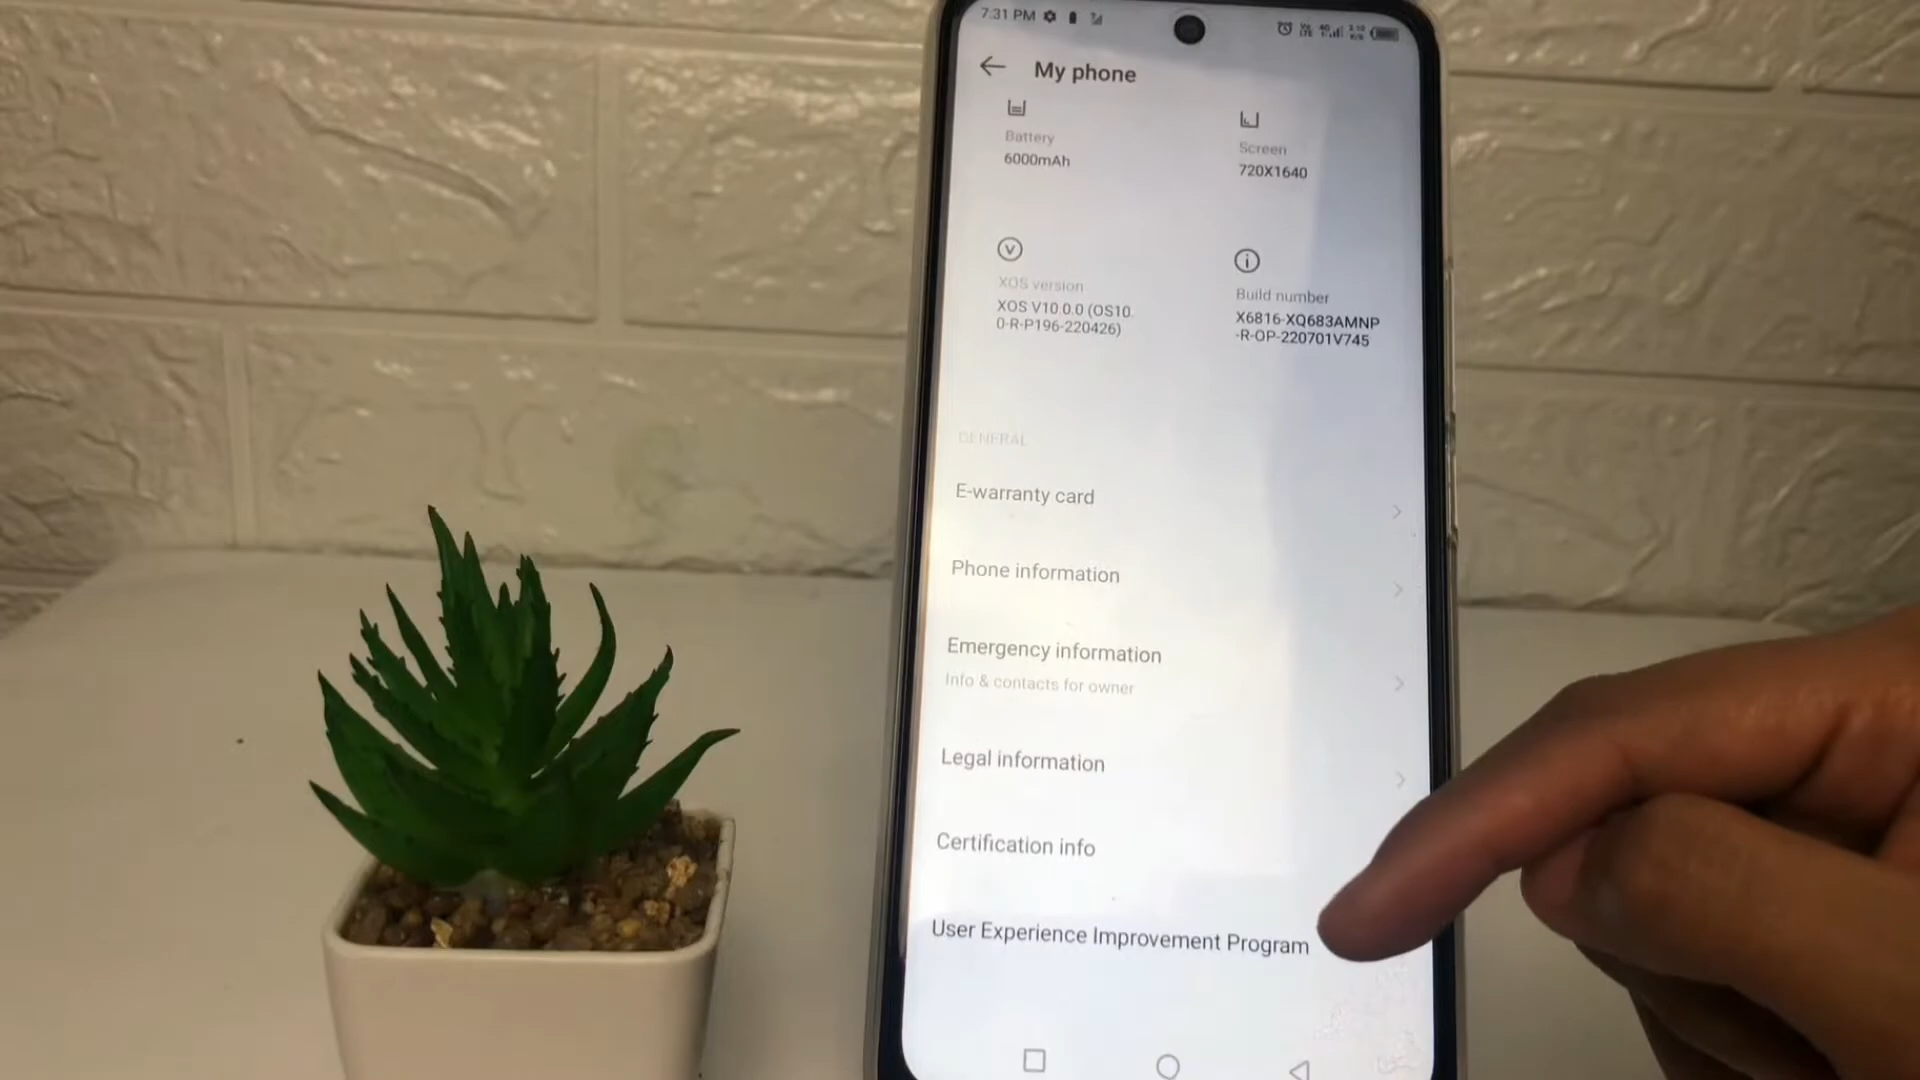 7:31 PM
My phone
Battery
6000mAh
Screen
720X1640
XOS version
XOS V10.0.0 (OS10.
0-R-P196-220426)
Build number
X6816-XQ683AMNP
-R-OP-220701V745
GENERAL
E-warranty card
Phone information
Emergency information
Info & contacts for owner
Legal information
Certification info
User Experience Improvement Program